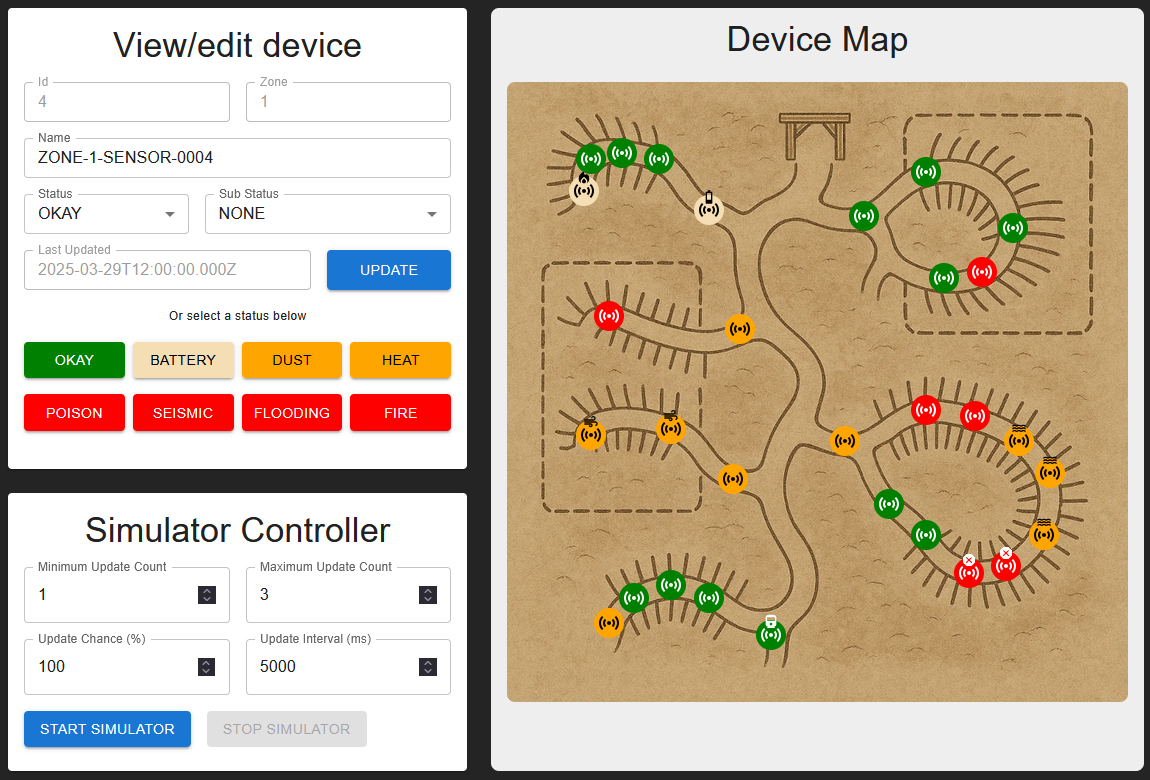 View/edit device
Id
4
Zone
1
Name
ZONE-1-SENSOR-0004
Status
OKAY
Sub Status
NONE
Last Updated
2025-03-29T12:00:00.000Z
UPDATE
Or select a status below
OKAY BATTERY DUST HEAT
POISON SEISMIC FLOODING FIRE
Simulator Controller
Minimum Update Count
1
Maximum Update Count
3
Update Chance (%)
100
Update Interval (ms)
5000
START SIMULATOR STOP SIMULATOR
Device Map